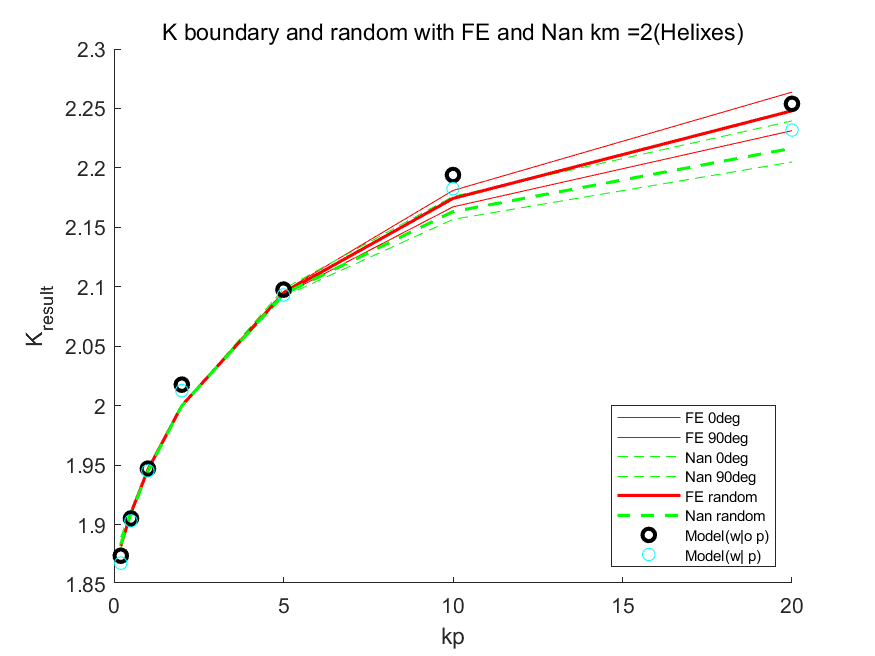 K boundary and random with FE and Nan km =2(Helixes)
2.3
2.25
2.2
2.15
2.1
2.05
2
1.95
1.9
1.85
K_result
0
5
10
15
20
kp
FE 0deg
FE 90deg
Nan 0deg
Nan 90deg
FE random
Nan random
Model(w|o p)
Model(w| p)